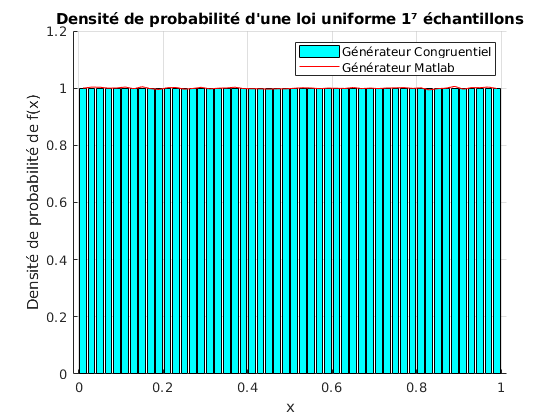 Densité de probabilité d'une loi uniforme 1⁷ échantillons
1.2
1
0.8
0.6
0.4
0.2
0
Densité de probabilité de f(x)
Générateur Congruentiel
Générateur Matlab
0 0.2 0.4 0.6 0.8 1
x